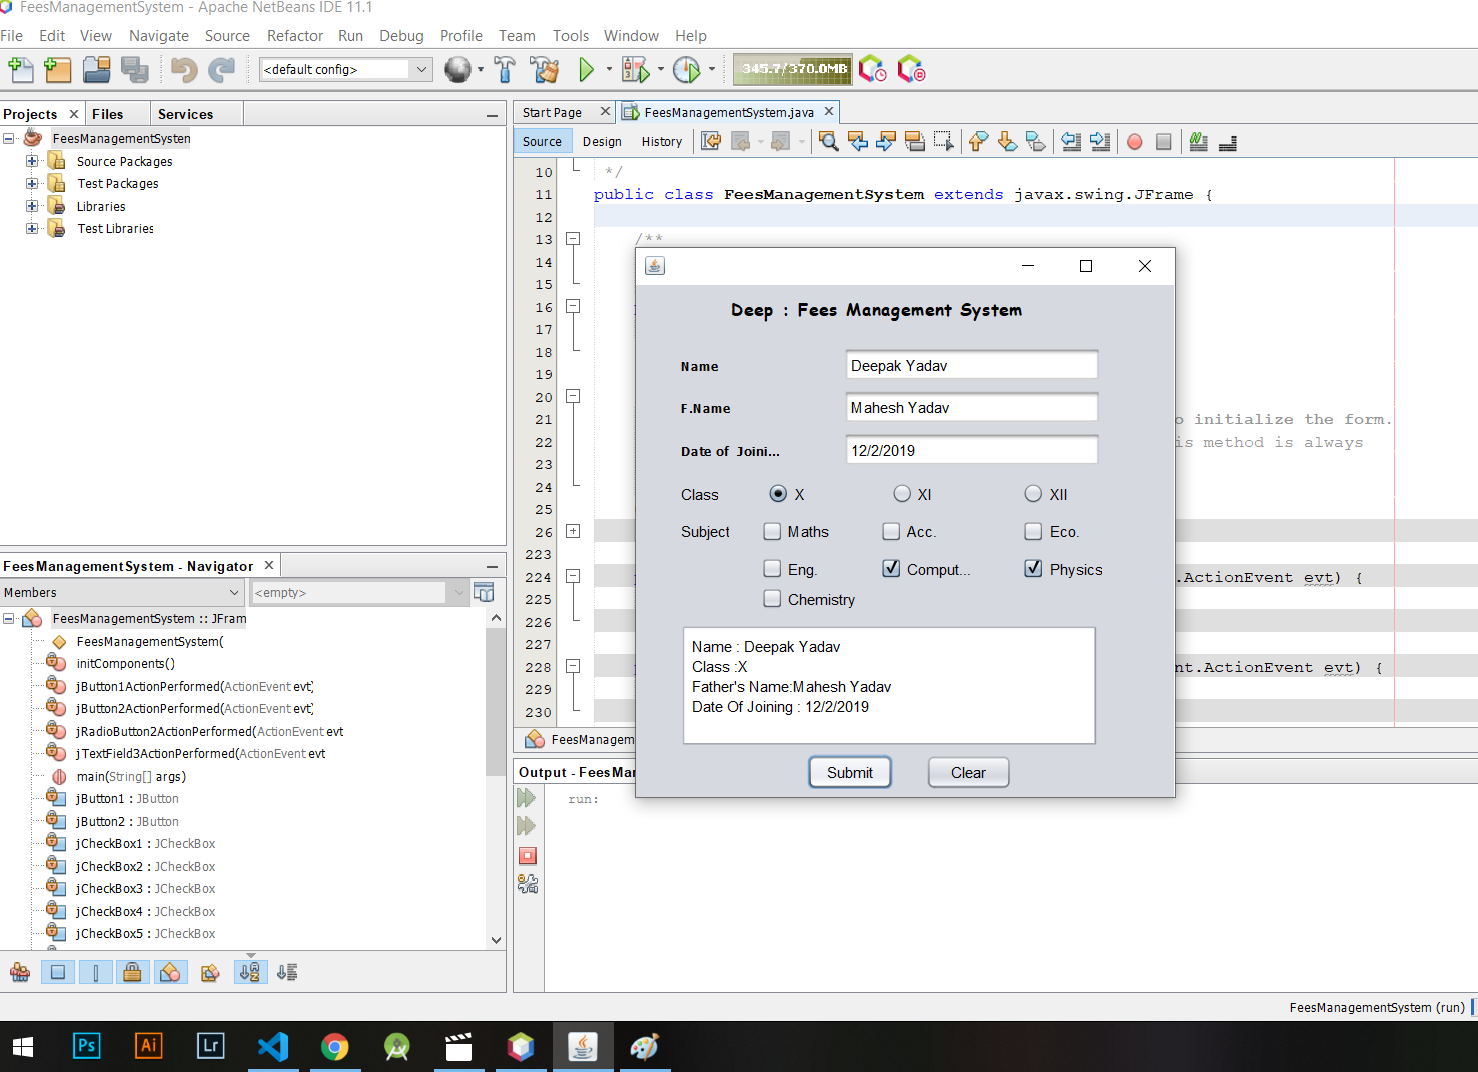 FeesManagementSystem - Apache NetBeans IDE 11.1
File Edit View Navigate Source Refactor Run Debug Profile Team Tools Window Help
<default config>
345.7/370.0MB
Projects Files Services
FeesManagementSystem
Source Packages
Test Packages
Libraries
Test Libraries
Start Page FeesManagementSystem.java
Source Design History
10 */
11 public class FeesManagementSystem extends javax.swing.JFrame {
12
13 /**
14
15
16
17
18
19
20
21 o initialize the form.
22 is method is always
23
24
25
26
223
224 .ActionEvent evt) {
225
226
227
228 nt.ActionEvent evt) {
229
230
FeesManagem
Deep : Fees Management System
Name Deepak Yadav
F.Name Mahesh Yadav
Date of Joini... 12/2/2019
Class X XI XII
Subject Maths Acc. Eco.
Eng. Comput... Physics
Chemistry
Name : Deepak Yadav
Class :X
Father's Name:Mahesh Yadav
Date Of Joining : 12/2/2019
Submit Clear
FeesManagementSystem - Navigator
Members <empty>
FeesManagementSystem :: JFram
FeesManagementSystem(
initComponents()
jButton1ActionPerformed(ActionEvent evt)
jButton2ActionPerformed(ActionEvent evt)
jRadioButton2ActionPerformed(ActionEvent evt
jTextField3ActionPerformed(ActionEvent evt
main(String[] args)
jButton1 : JButton
jButton2 : JButton
jCheckBox1 : JCheckBox
jCheckBox2 : JCheckBox
jCheckBox3 : JCheckBox
jCheckBox4 : JCheckBox
jCheckBox5 : JCheckBox
Output - FeesMa
run:
FeesManagementSystem (run)
Ps Ai Lr